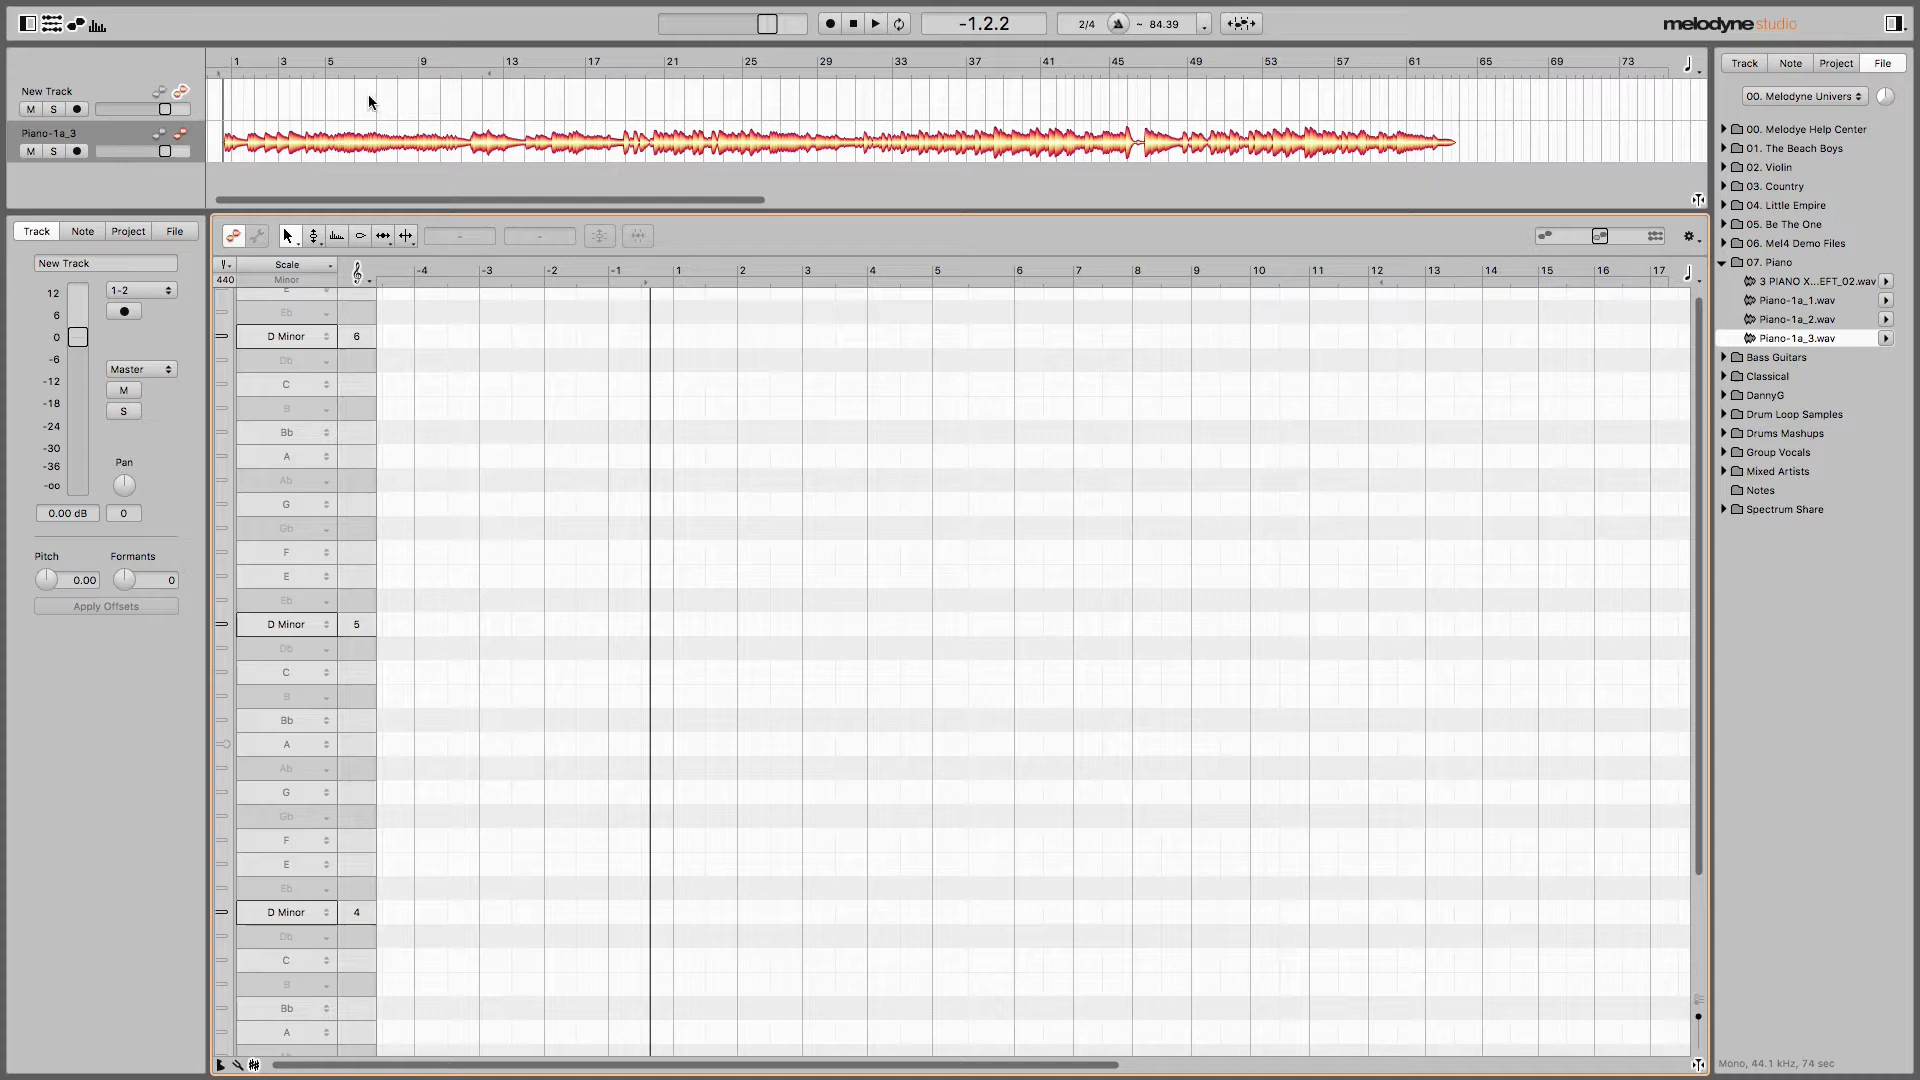 -1.2.2
2/4
~ 84.39
melodyne studio
1 3 5 9 13 17 21 25 29 33 37 41 45 49 53 57 61 65 69 73
New Track
M S
Piano-1a_3
M S
Track Note Project File
New Track
12
6
0
-6
-12
-18
-24
-30
-36
-oo
1-2
Master
M
S
Pan
0.00 dB
0
Pitch
Formants
0.00
0
Apply Offsets
- -
Scale
440
Minor
-4 -3 -2 -1 1 2 3 4 5 6 7 8 9 10 11 12 13 14 15 16 17
E
Eb
D Minor 6
Db
C
B
Bb
A
Ab
G
Gb
F
E
Eb
D Minor 5
Db
C
B
Bb
A
Ab
G
Gb
F
E
Eb
D Minor 4
Db
C
B
Bb
A
Track Note Project File
00. Melodyne Univers
00. Melodye Help Center
01. The Beach Boys
02. Violin
03. Country
04. Little Empire
05. Be The One
06. Mel4 Demo Files
07. Piano
3 PIANO X...EFT_02.wav
Piano-1a_1.wav
Piano-1a_2.wav
Piano-1a_3.wav
Bass Guitars
Classical
DannyG
Drum Loop Samples
Drums Mashups
Group Vocals
Mixed Artists
Notes
Spectrum Share
Mono, 44.1 kHz, 74 sec